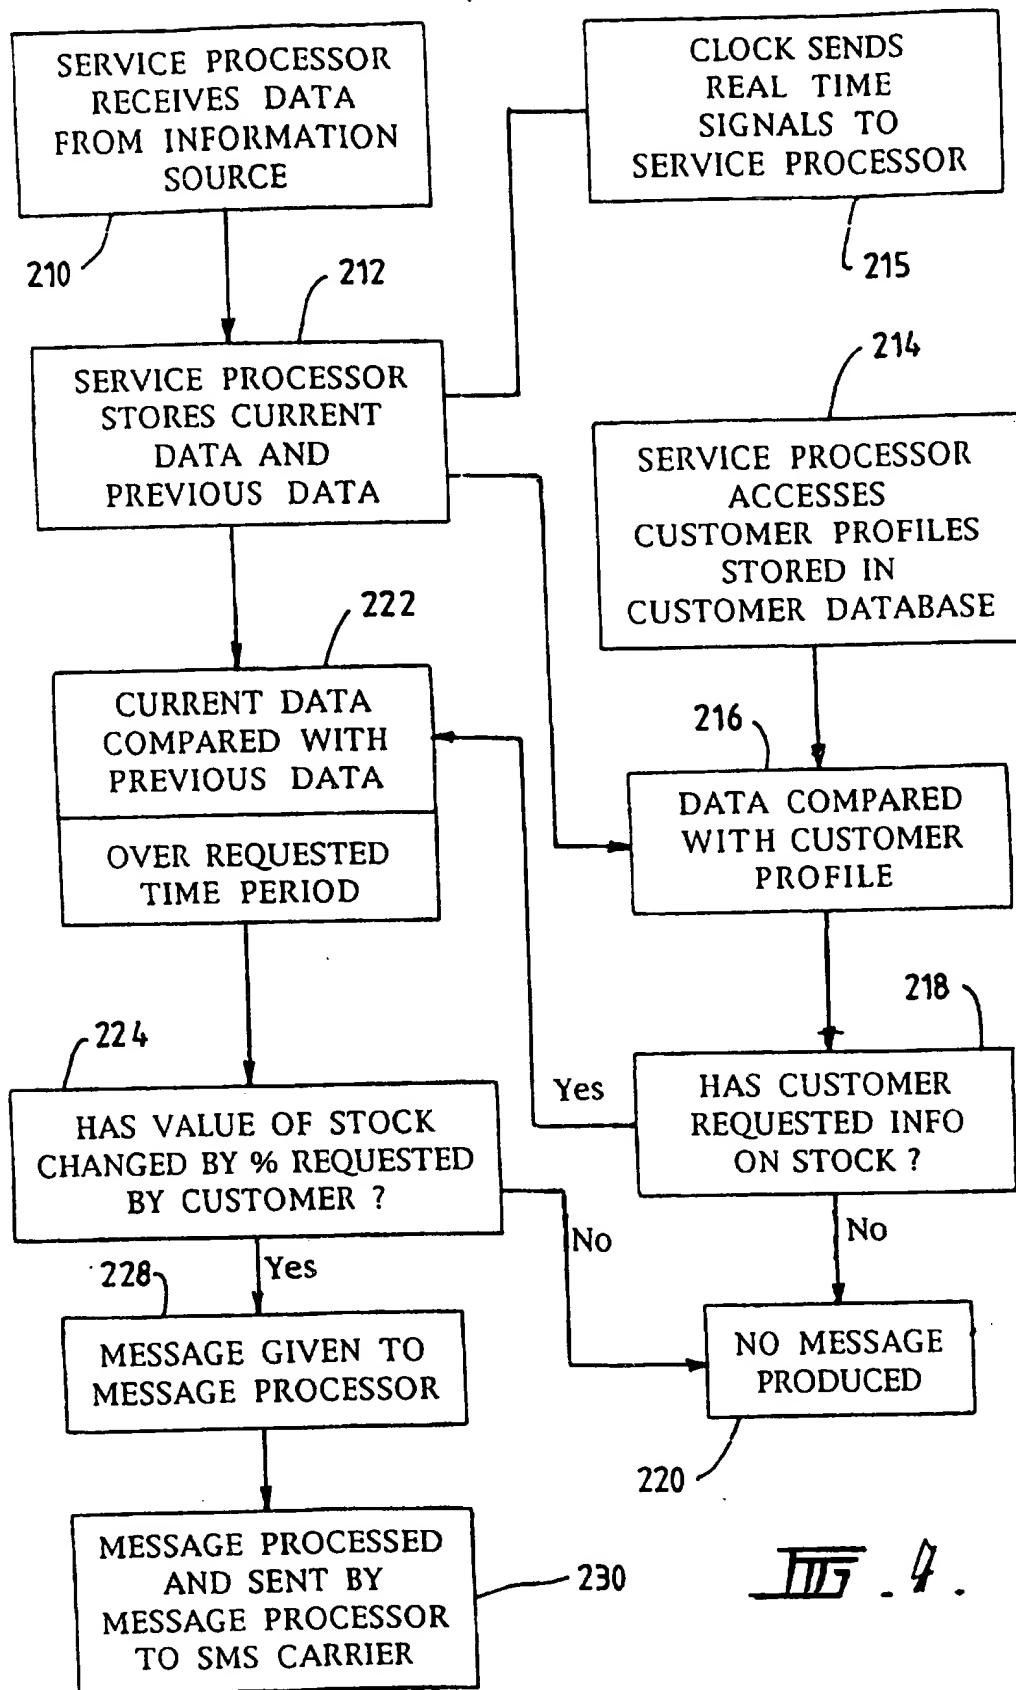 SERVICE PROCESSOR
RECEIVES DATA
FROM INFORMATION
SOURCE
210
CLOCK SENDS
REAL TIME
SIGNALS TO
SERVICE PROCESSOR
215
212
SERVICE PROCESSOR
STORES CURRENT
DATA AND
PREVIOUS DATA
214
SERVICE PROCESSOR
ACCESSES
CUSTOMER PROFILES
STORED IN
CUSTOMER DATABASE
222
CURRENT DATA
COMPARED WITH
PREVIOUS DATA
OVER REQUESTED
TIME PERIOD
216
DATA COMPARED
WITH CUSTOMER
PROFILE
218
HAS CUSTOMER
REQUESTED INFO
ON STOCK ?
Yes
No
224
HAS VALUE OF STOCK
CHANGED BY % REQUESTED
BY CUSTOMER ?
No
Yes
228
MESSAGE GIVEN TO
MESSAGE PROCESSOR
NO MESSAGE
PRODUCED
220
MESSAGE PROCESSED
AND SENT BY
MESSAGE PROCESSOR
TO SMS CARRIER
230
FIG. 4.